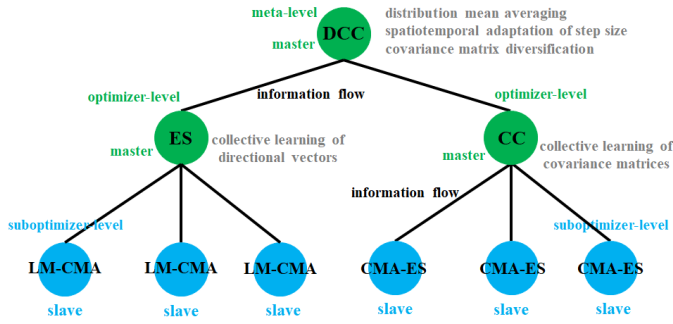 meta-level
DCC
master
distribution mean averaging
spatiotemporal adaptation of step size
covariance matrix diversification
optimizer-level
information flow
optimizer-level
ES
master
collective learning of
directional vectors
CC
master
collective learning of
covariance matrices
information flow
suboptimizer-level
suboptimizer-level
LM-CMA
LM-CMA
LM-CMA
CMA-ES
CMA-ES
CMA-ES
slave
slave
slave
slave
slave
slave